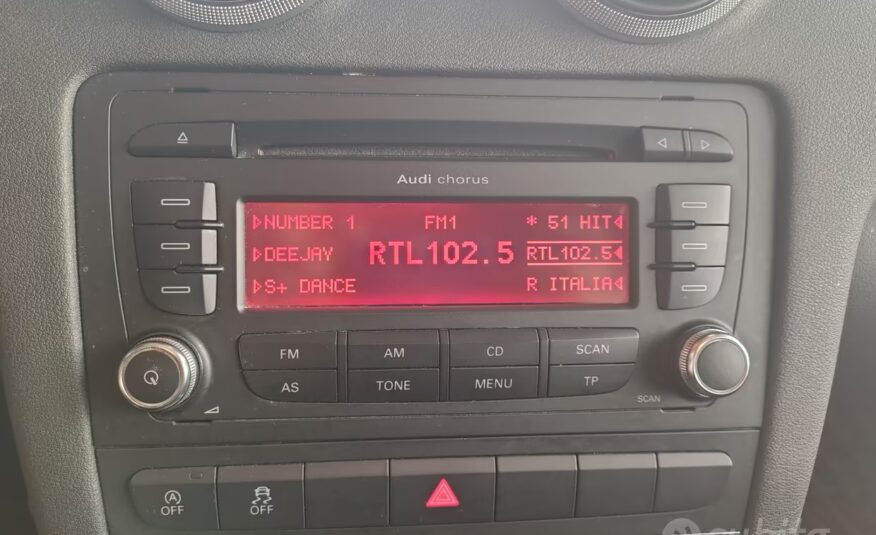 Audi chorus
NUMBER 1 FM1 * 51 HIT
DEEJAY RTL102.5 RTL102.5
S+ DANCE R ITALIA
FM AM CD SCAN
AS TONE MENU TP
SCAN
OFF OFF
subito